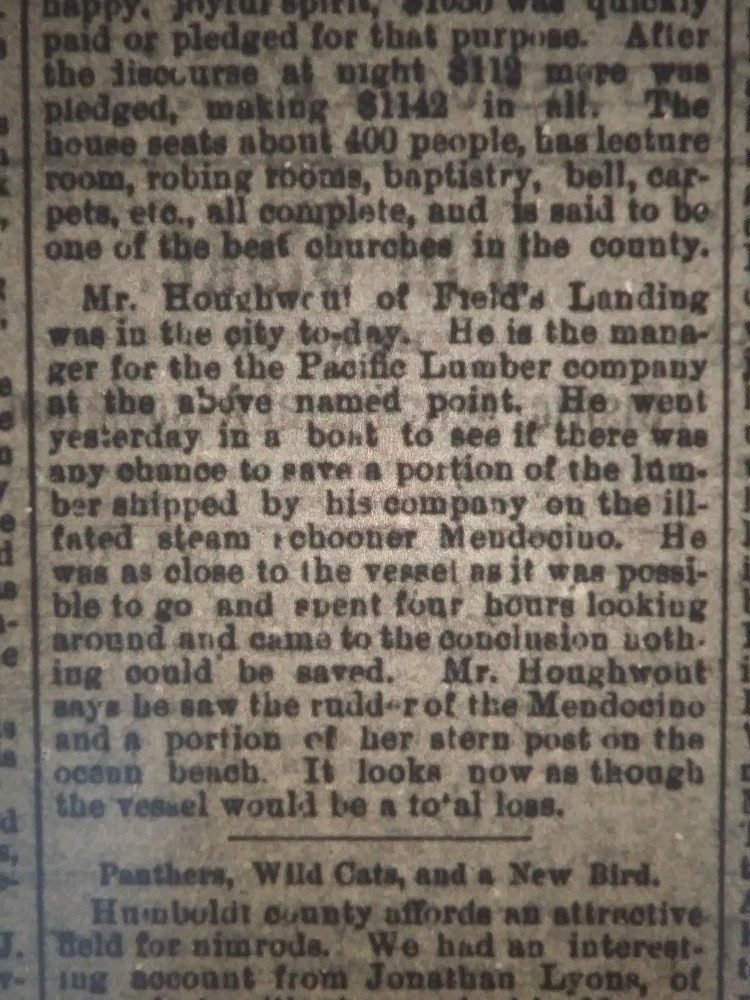 happy, joyful spirit, $1030 was quickly
paid or pledged for that purpose. After
the discourse at night $112 more was
pledged, making $1142 in all. The
house seats about 400 people, has lecture
room, robing rooms, baptistry, bell, car-
pets, etc., all complete, and is said to be
one of the best churches in the county.
Mr. Houghwout of Field's Landing
was in the city to-day. He is the mana-
ger for the the Pacific Lumber company
at the above named point. He went
yesterday in a boat to see if there was
any chance to save a portion of the lum-
ber shipped by his company on the ill-
fated steam schooner Mendocino. He
was as close to the vessel as it was possi-
ble to go and spent four hours looking
around and came to the conclusion noth-
ing could be saved. Mr. Houghwout
says he saw the rudder of the Mendocino
and a portion of her stern post on the
ocean beach. It looks now as though
the vessel would be a total loss.
Panthers, Wild Cats, and a New Bird.
Humboldt county affords an attractive
field for nimrods. We had an interest-
ing account from Jonathan Lyons, of